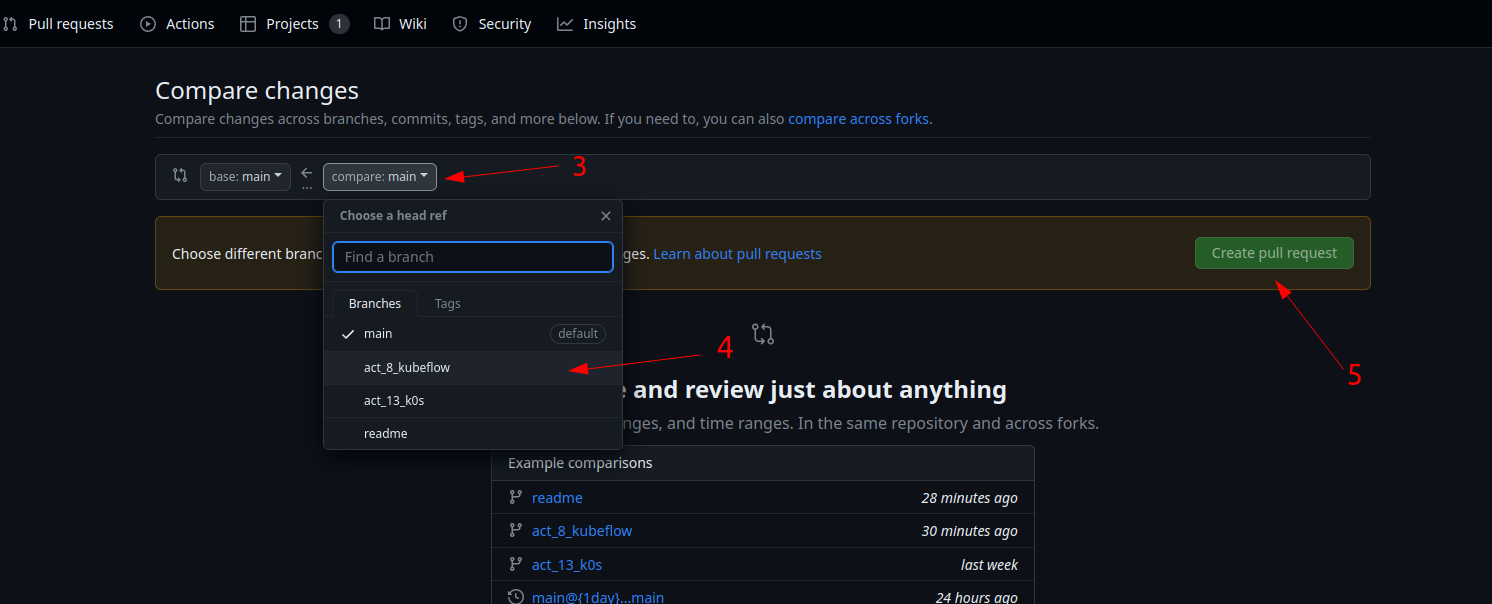 Pull requests Actions Projects 1 Wiki Security Insights
Compare changes
Compare changes across branches, commits, tags, and more below. If you need to, you can also compare across forks.
base: main ← ... compare: main 3
Choose a head ref
Choose different branc ges. Learn about pull requests Create pull request
Find a branch
Branches Tags
main default
4
act_8_kubeflow
5
and review just about anything
act_13_k0s
nges, and time ranges. In the same repository and across forks.
readme
Example comparisons
readme 28 minutes ago
act_8_kubeflow 30 minutes ago
act_13_k0s last week
main@{1day}...main 24 hours ago